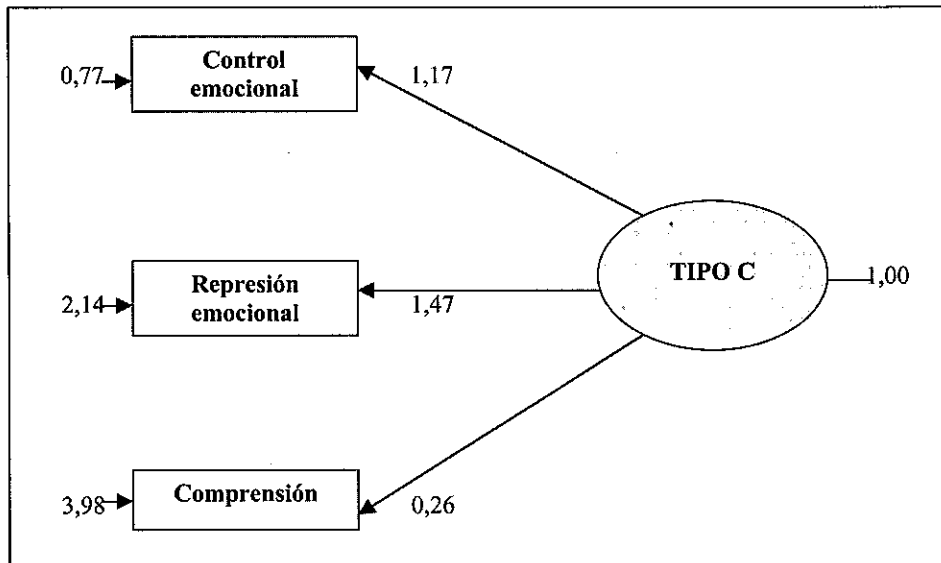 Control
emocional
0,77
1,17
TIPO C
1,00
Represión
emocional
2,14
1,47
Comprensión
3,98
0,26